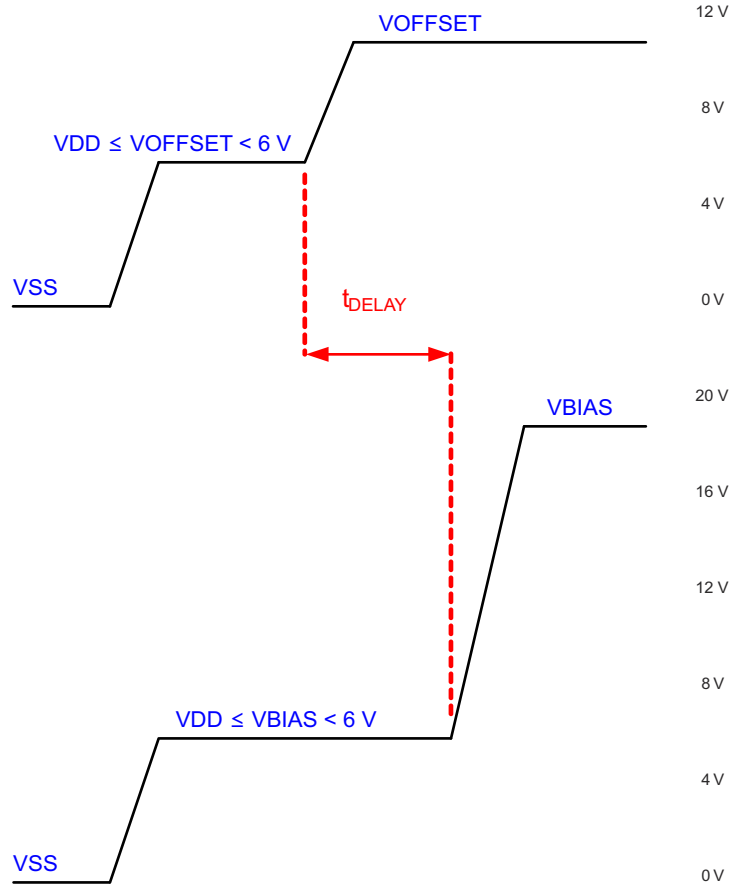 12 V
VOFFSET
8 V
VDD ≤ VOFFSET < 6 V
4 V
VSS
tDELAY
0 V
20 V
VBIAS
16 V
12 V
8 V
VDD ≤ VBIAS < 6 V
4 V
VSS
0 V